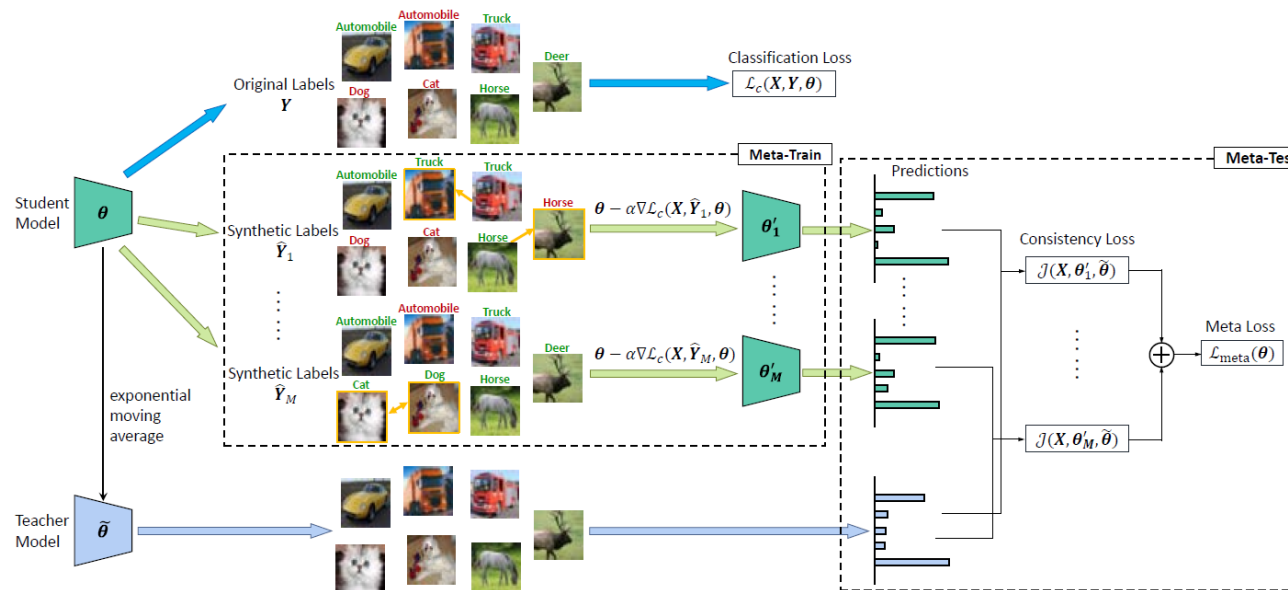 Automobile
Automobile
Truck
Deer
Original Labels
Y
Dog
Cat
Horse
Classification Loss
ℒc(X,Y,θ)
Student
Model
θ
Meta-Train
Automobile
Truck
Truck
Horse
Synthetic Labels
Ŷ1
Dog
Cat
Horse
θ − α∇ℒc(X,Ŷ1,θ)
θ′1
Automobile
Automobile
Truck
Deer
Synthetic Labels
ŶM
Cat
Dog
Horse
θ − α∇ℒc(X,ŶM,θ)
θ′M
exponential
moving
average
Teacher
Model
θ̃
Meta-Tes
Predictions
Consistency Loss
𝒥(X,θ′1,θ̃)
𝒥(X,θ′M,θ̃)
Meta Loss
ℒmeta(θ)